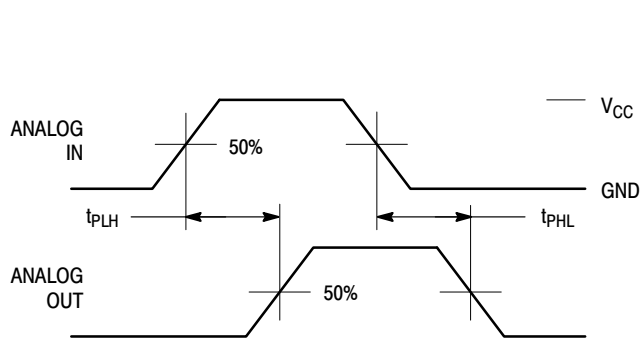 V_CC
ANALOG
IN
50%
GND
t_PLH
t_PHL
ANALOG
OUT
50%